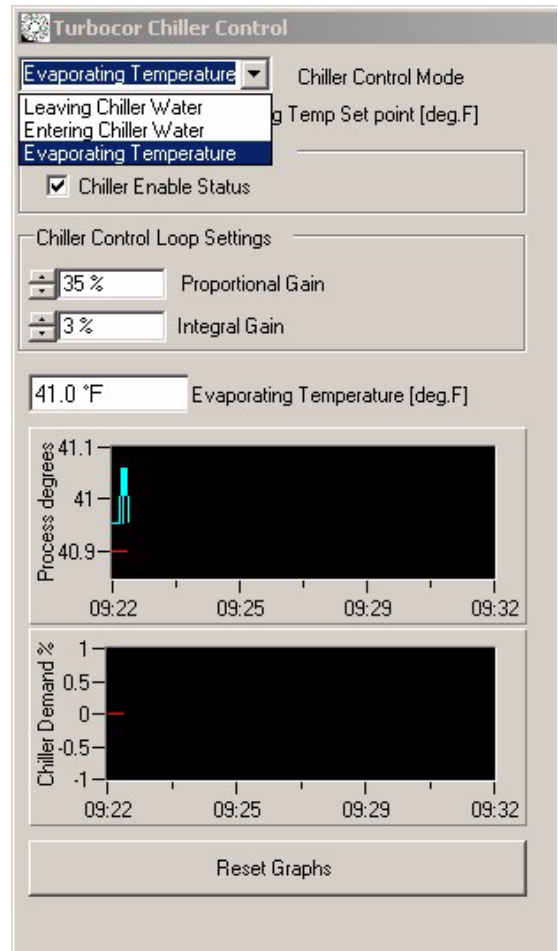 Turbocor Chiller Control
Evaporating Temperature Chiller Control Mode
Leaving Chiller Water
g Temp Set point [deg.F]
Entering Chiller Water
Evaporating Temperature
Chiller Enable Status
Chiller Control Loop Settings
35 % Proportional Gain
3 % Integral Gain
41.0 °F Evaporating Temperature [deg.F]
Process degrees
41.1
41
40.9
09:22 09:25 09:29 09:32
Chiller Demand %
1
0.5
0
-0.5
-1
09:22 09:25 09:29 09:32
Reset Graphs